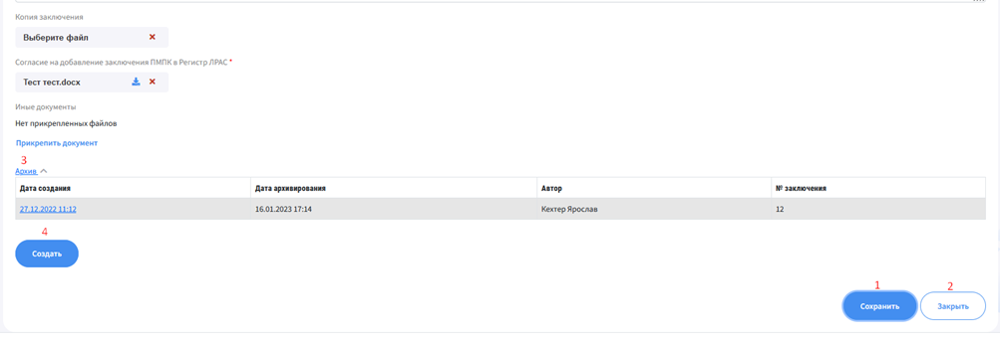 Копия заключения
Выберите файл
Согласие на добавление заключения ПМПК в Регистр ЛРАС *
Тест тест.docx
Иные документы
Нет прикрепленных файлов
Прикрепить документ
3
Архив
Дата создания Дата архивирования Автор № заключения
27.12.2022 11:12 16.01.2023 17:14 Кехтер Ярослав 12
4
Создать
1 2
Сохранить Закрыть